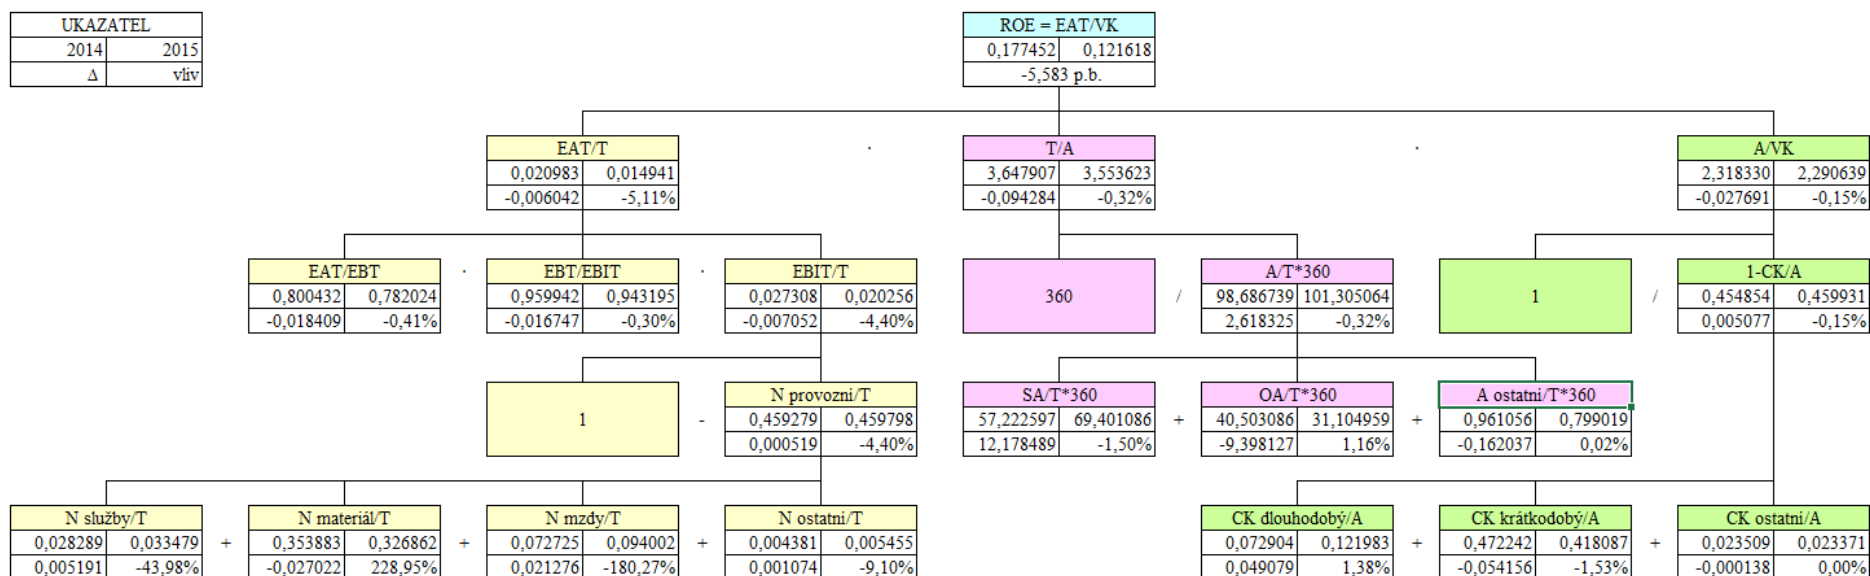 UKAZATEL
2014 2015
Δ vliv
ROE = EAT/VK
0,177452 0,121618
-5,583 p.b.
EAT/T · T/A · A/VK
0,020983 0,014941 3,647907 3,553623 2,318330 2,290639
-0,006042 -5,11% -0,094284 -0,32% -0,027691 -0,15%
EAT/EBT · EBT/EBIT · EBIT/T A/T*360 1-CK/A
0,800432 0,782024 0,959942 0,943195 0,027308 0,020256 360 / 98,686739 101,305064 1 / 0,454854 0,459931
-0,018409 -0,41% -0,016747 -0,30% -0,007052 -4,40% 2,618325 -0,32% 0,005077 -0,15%
N provozní/T SA/T*360 OA/T*360 A ostatní/T*360
1 - 0,459279 0,459798 57,222597 69,401086 + 40,503086 31,104959 + 0,961056 0,799019
0,000519 -4,40% 12,178489 -1,50% -9,398127 1,16% -0,162037 0,02%
N služby/T N materiál/T N mzdy/T N ostatní/T CK dlouhodobý/A CK krátkodobý/A CK ostatní/A
0,028289 0,033479 + 0,353883 0,326862 + 0,072725 0,094002 + 0,004381 0,005455 0,072904 0,121983 + 0,472242 0,418087 + 0,023509 0,023371
0,005191 -43,98% -0,027022 228,95% 0,021276 -180,27% 0,001074 -9,10% 0,049079 1,38% -0,054156 -1,53% -0,000138 0,00%